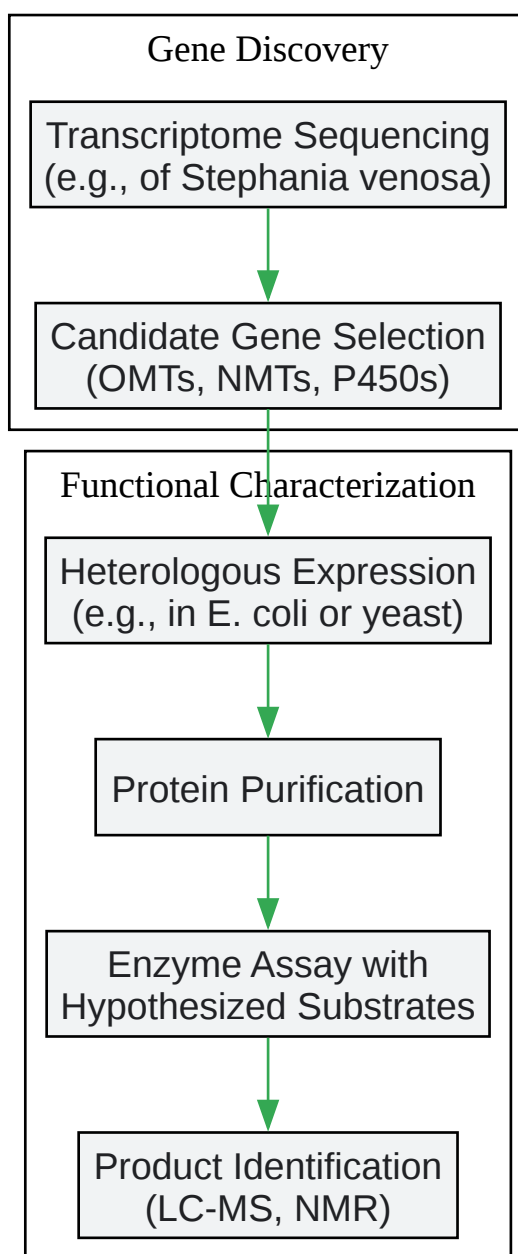 Gene Discovery
Transcriptome Sequencing
(e.g., of Stephania venosa)
Candidate Gene Selection
(OMTs, NMTs, P450s)
Functional Characterization
Heterologous Expression
(e.g., in E. coli or yeast)
Protein Purification
Enzyme Assay with
Hypothesized Substrates
Product Identification
(LC-MS, NMR)